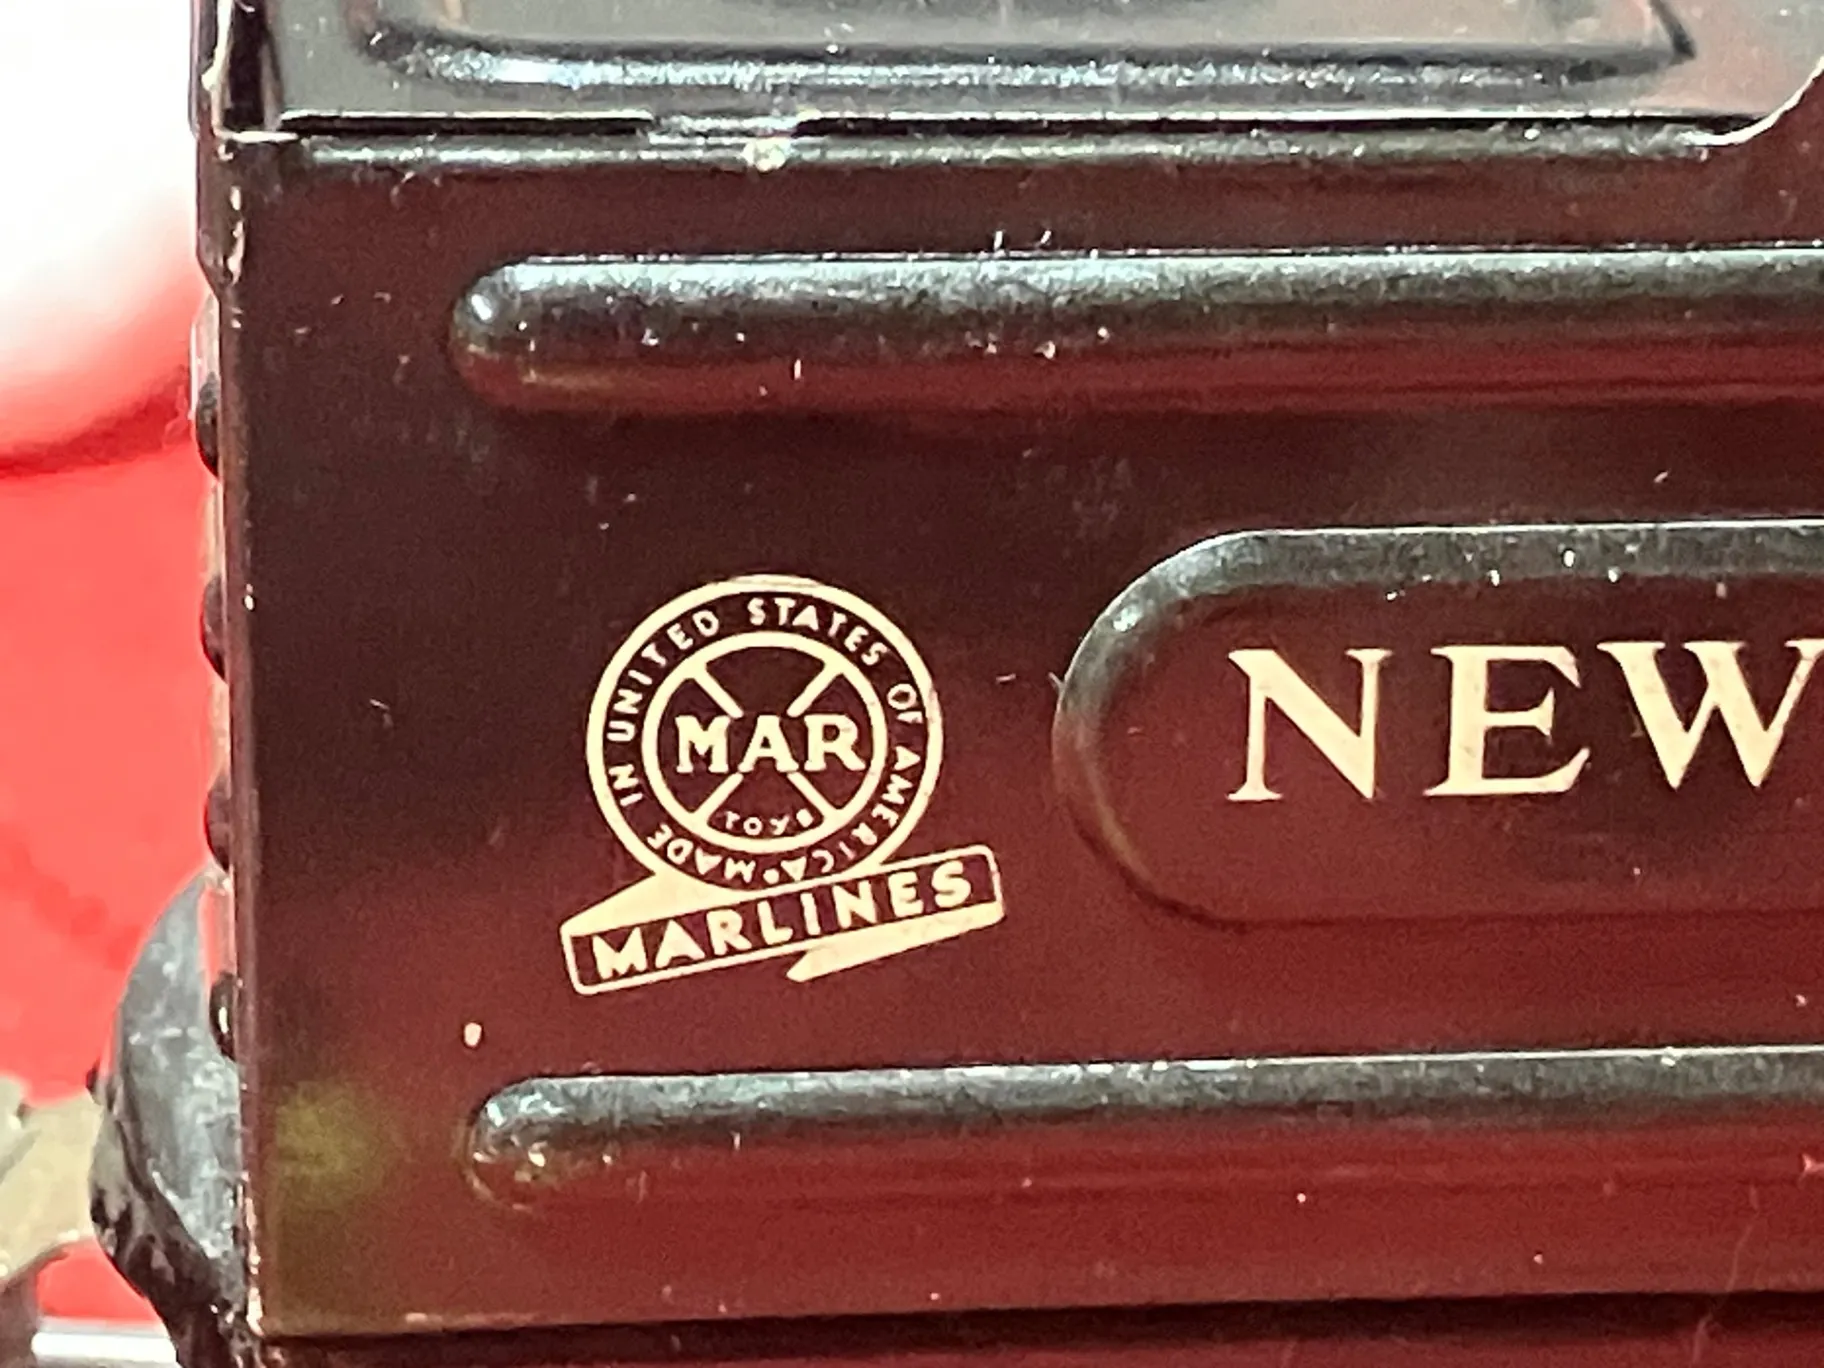 MADE IN UNITED STATES OF AMERICA•
MAR
TOYS
MARLINES
NEW